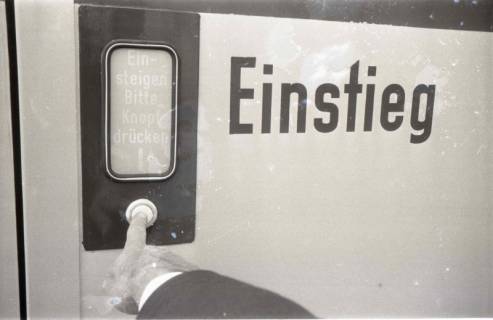 Ein-
steigen
Bitte
Knopf
drücken
Einstieg